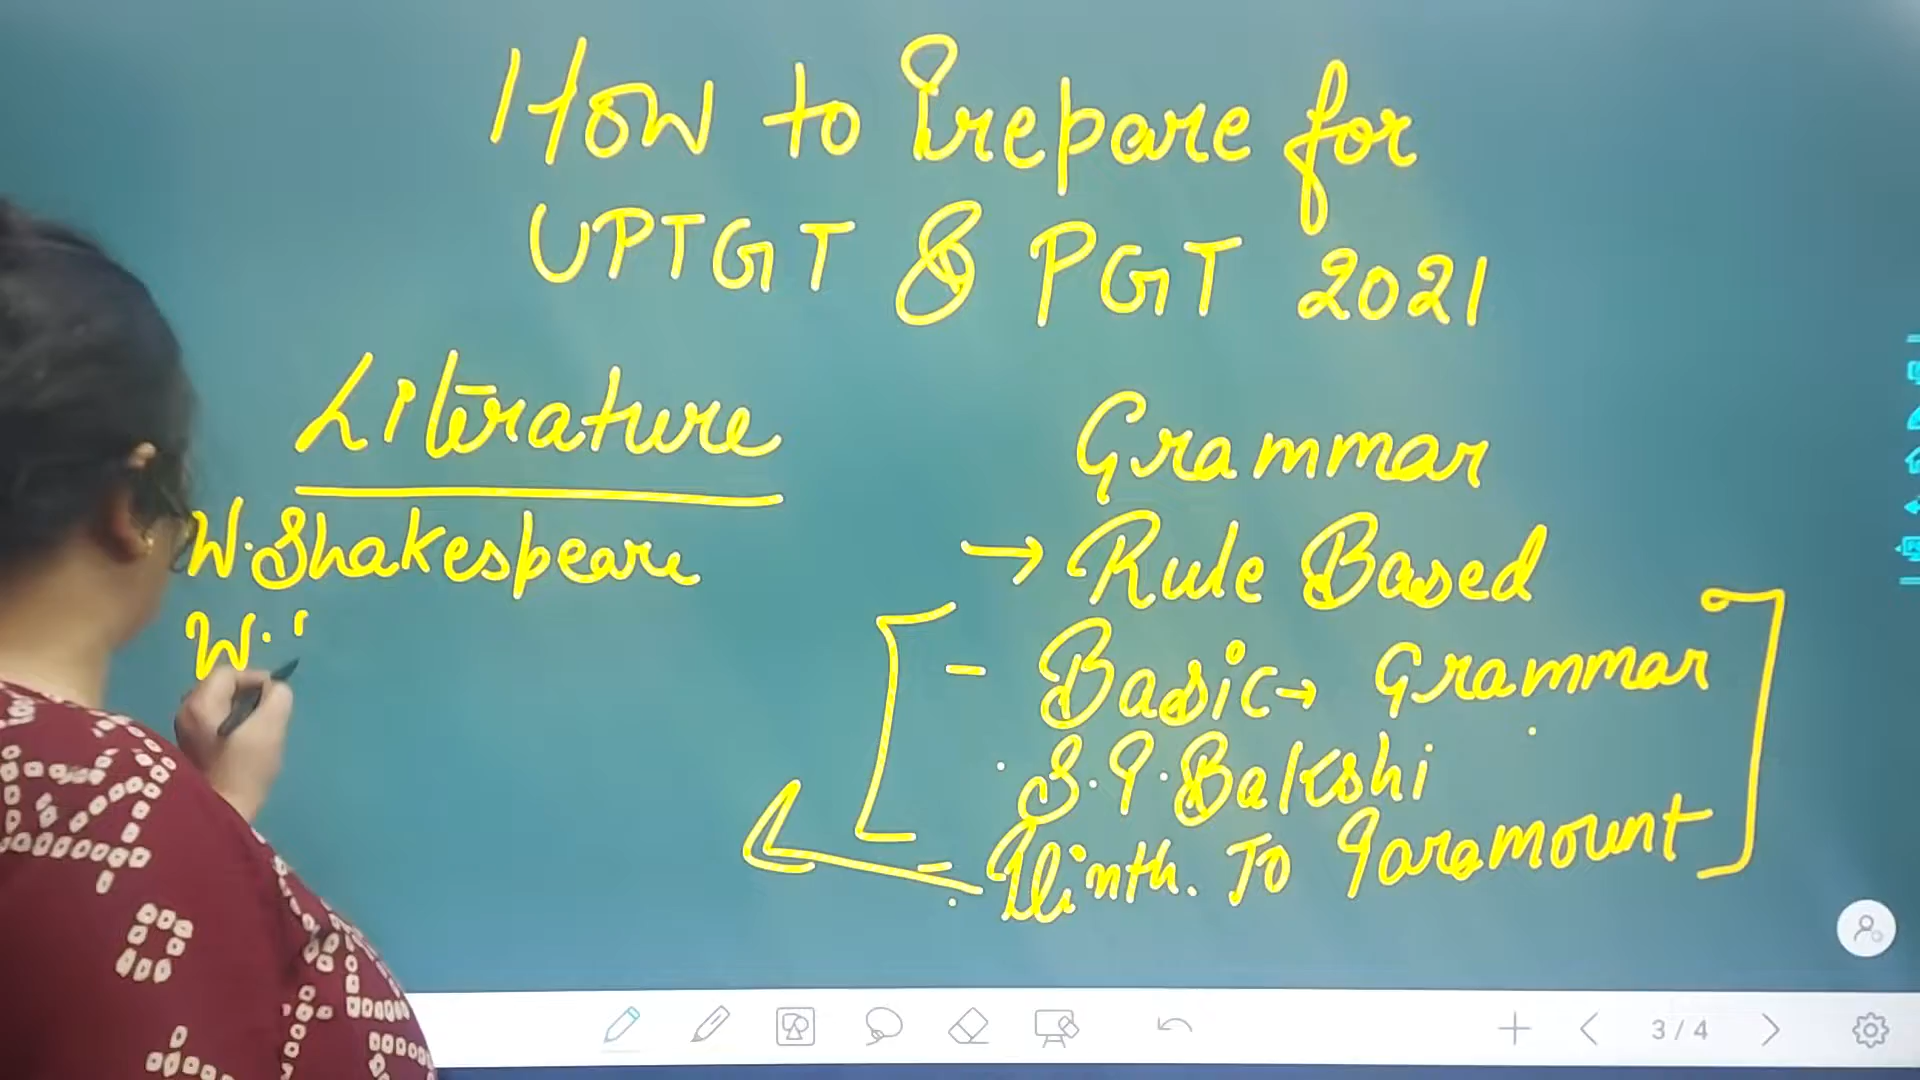 How to Prepare for
UPTGT & PGT 2021
Literature
W. Shakespeare
W.
Grammar
→ Rule Based
- Basic → Grammar
S.P. Bakshi
- Plinth. To Paramount
3 / 4